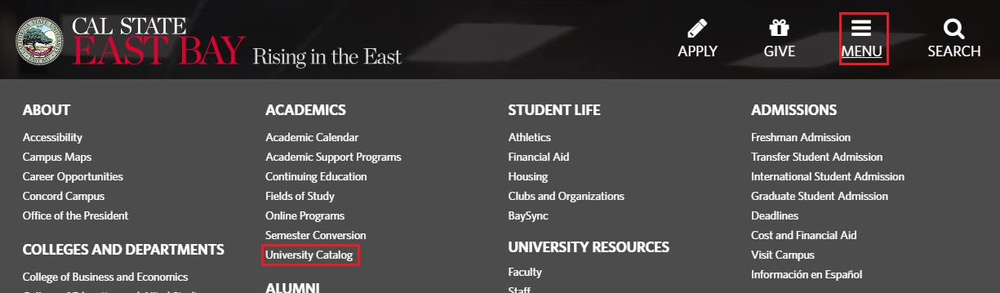 CAL STATE
EAST BAY Rising in the East
APPLY
GIVE
MENU
SEARCH
ABOUT
Accessibility
Campus Maps
Career Opportunities
Concord Campus
Office of the President
COLLEGES AND DEPARTMENTS
College of Business and Economics
ACADEMICS
Academic Calendar
Academic Support Programs
Continuing Education
Fields of Study
Online Programs
Semester Conversion
University Catalog
ALUMNI
STUDENT LIFE
Athletics
Financial Aid
Housing
Clubs and Organizations
BaySync
UNIVERSITY RESOURCES
Faculty
Staff
ADMISSIONS
Freshman Admission
Transfer Student Admission
International Student Admission
Graduate Student Admission
Deadlines
Cost and Financial Aid
Visit Campus
Información en Español